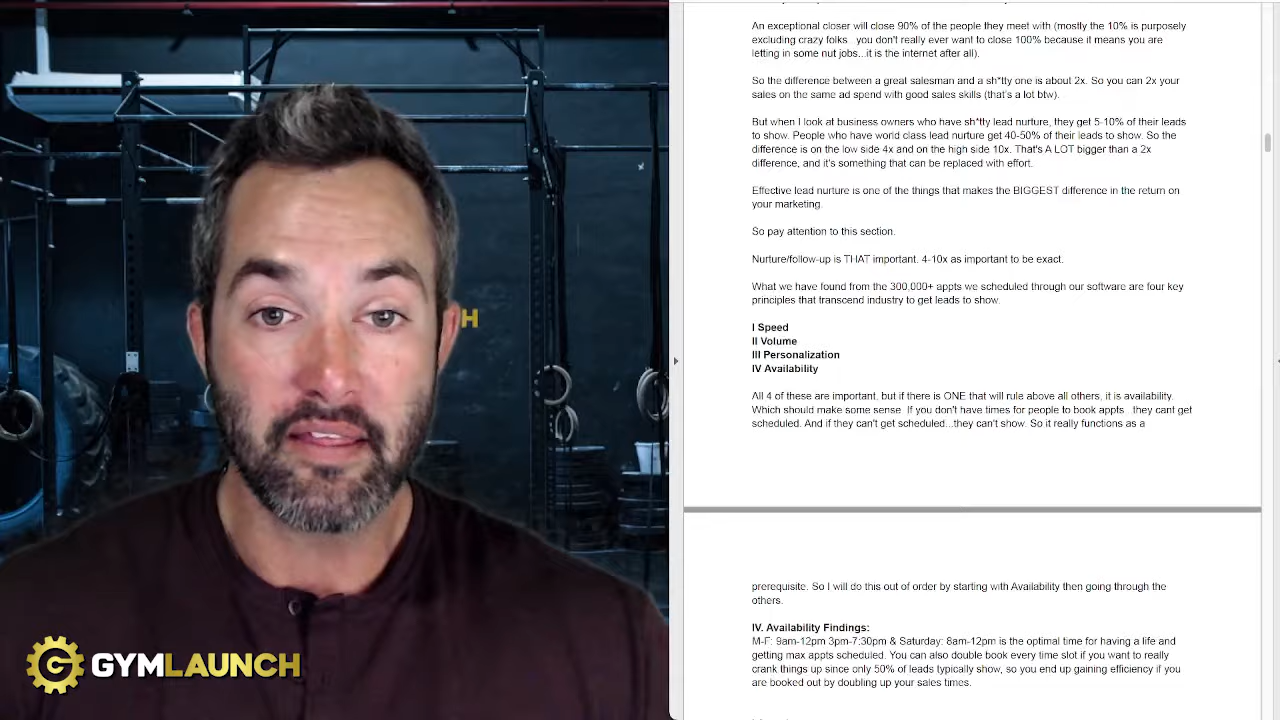 An exceptional closer will close 90% of the people they meet with (mostly the 10% is purposely
excluding crazy folks you don't really ever want to close 100% because it means you are
letting in some nut jobs...it is the internet after all).
So the difference between a great salesman and a sh*tty one is about 2x. So you can 2x your
sales on the same ad spend with good sales skills (that's a lot btw).
But when I look at business owners who have sh*tty lead nurture, they get 5-10% of their leads
to show. People who have world class lead nurture get 40-50% of their leads to show. So the
difference is on the low side 4x and on the high side 10x. That's A LOT bigger than a 2x
difference, and it's something that can be replaced with effort.
Effective lead nurture is one of the things that makes the BIGGEST difference in the return on
your marketing.
So pay attention to this section.
Nurture/follow-up is THAT important. 4-10x as important to be exact.
What we have found from the 300,000+ appts we scheduled through our software are four key
principles that transcend industry to get leads to show.
I Speed
II Volume
III Personalization
IV Availability
All 4 of these are important, but if there is ONE that will rule above all others, it is availability.
Which should make some sense. If you don't have times for people to book appts they cant get
scheduled. And if they can't get scheduled...they can't show. So it really functions as a
prerequisite. So I will do this out of order by starting with Availability then going through the
others.
IV. Availability Findings:
M-F: 9am-12pm 3pm-7:30pm & Saturday: 8am-12pm is the optimal time for having a life and
getting max appts scheduled. You can also double book every time slot if you want to really
crank things up since only 50% of leads typically show, so you end up gaining efficiency if you
are booked out by doubling up your sales times.
H
G GYMLAUNCH